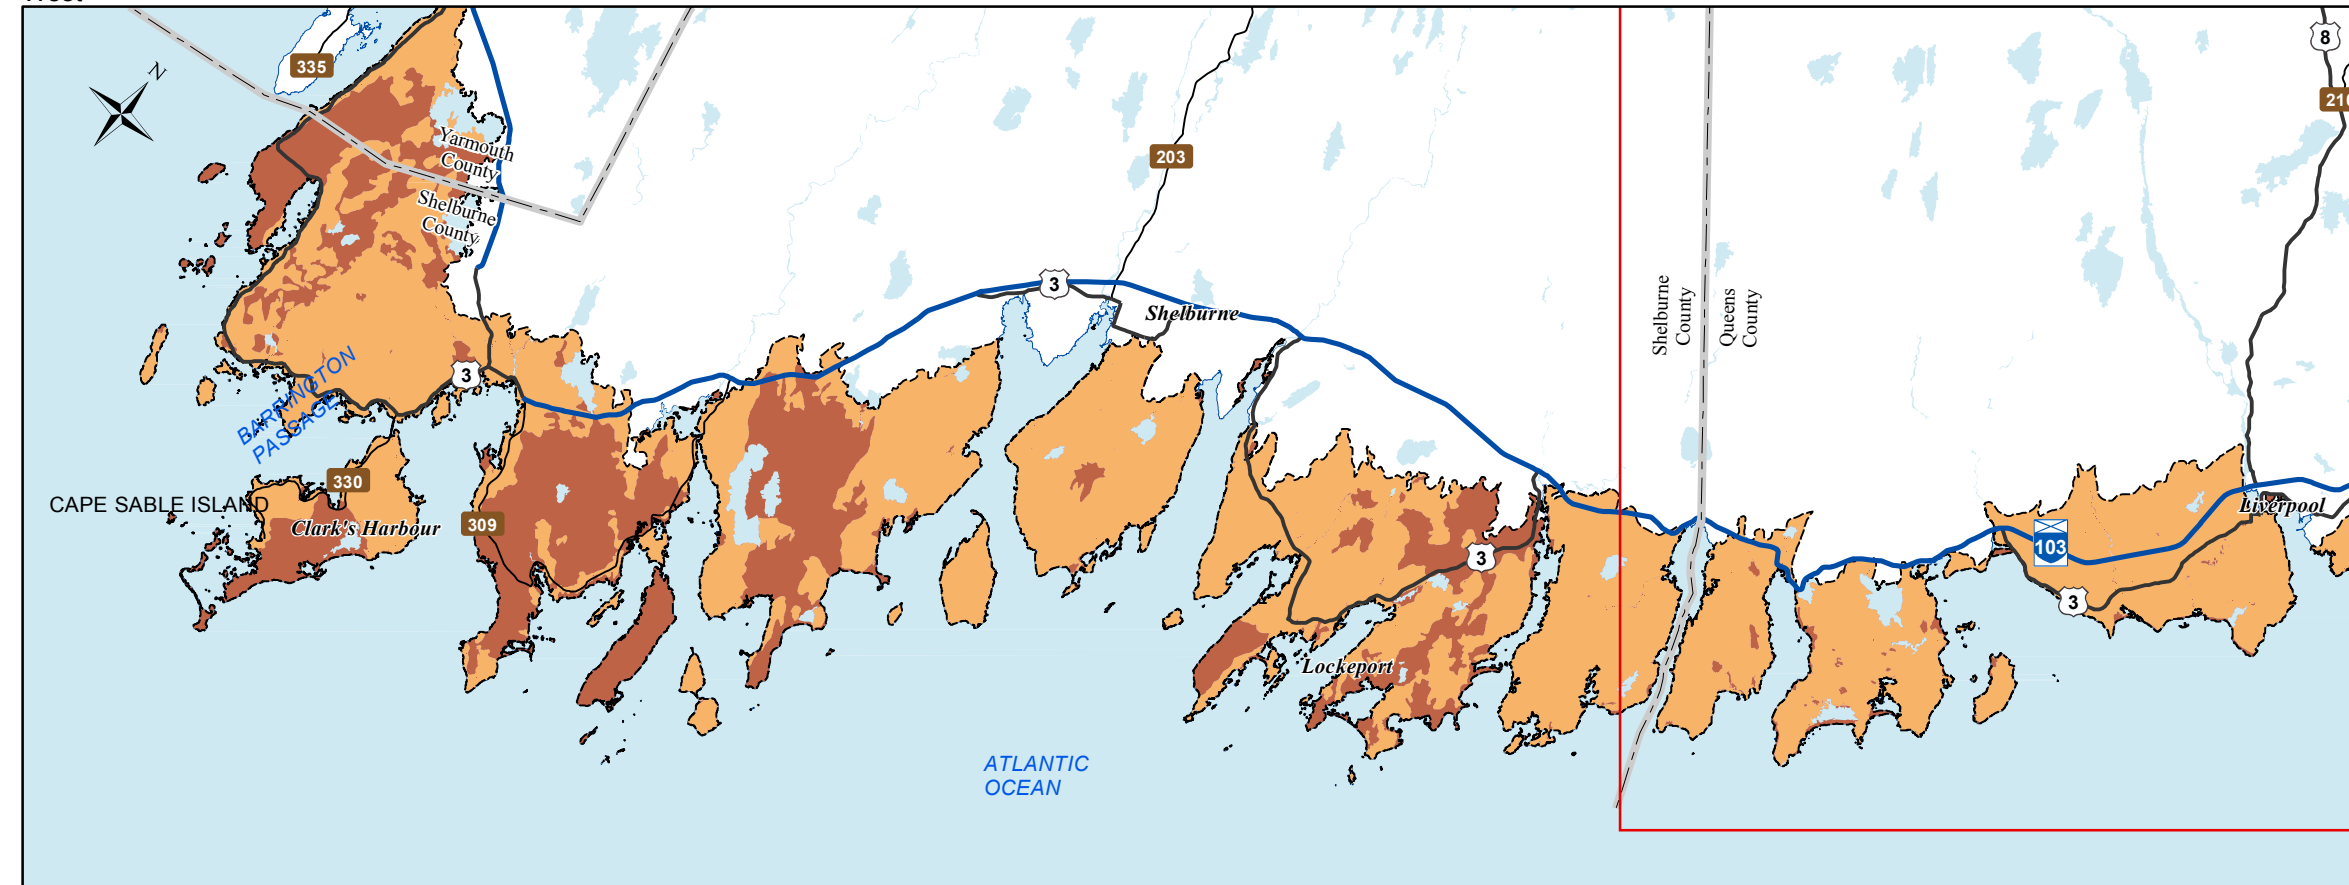 335
N
8
Yarmouth
County
203
Shelburne
County
3
Shelburne
Shelburne
County
Queens
County
3
BARRINGTON
PASSAGE
330
CAPE SABLE ISLAND
Clark's Harbour
309
Liverpool
103
3
3
Lockeport
ATLANTIC
OCEAN